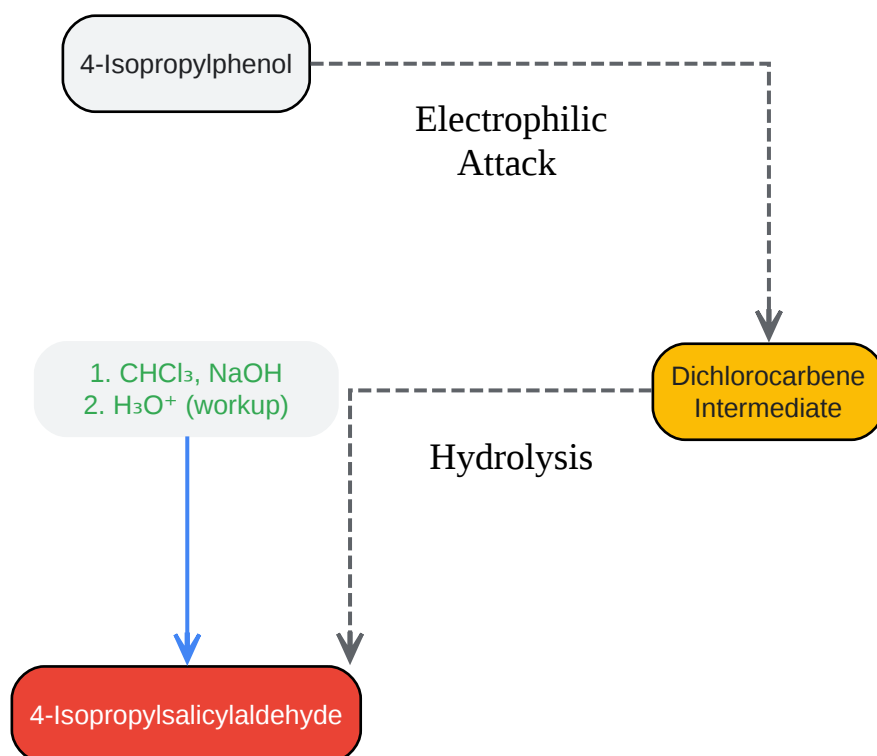 4-Isopropylphenol
Electrophilic
Attack
1. CHCl₃, NaOH
2. H₃O⁺ (workup)
Dichlorocarbene
Intermediate
Hydrolysis
4-Isopropylsalicylaldehyde